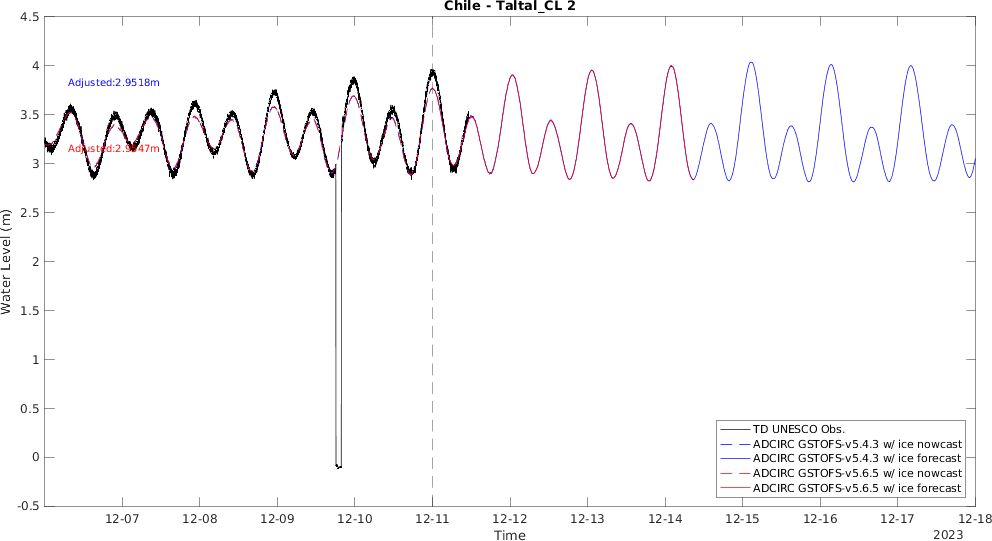 Chile - Taltal_CL 2
4.5
4
3.5
3
2.5
2
1.5
1
0.5
0
-0.5
Water Level (m)
Adjusted:2.9518m
12-07
12-08
12-09
12-10
12-11
12-12
12-13
12-14
12-15
12-16
12-17
12-18
Time
2023
TD UNESCO Obs.
ADCIRC GSTOFS-v5.4.3 w/ ice nowcast
ADCIRC GSTOFS-v5.4.3 w/ ice forecast
ADCIRC GSTOFS-v5.6.5 w/ ice nowcast
ADCIRC GSTOFS-v5.6.5 w/ ice forecast